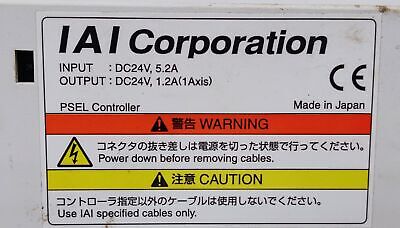 IAI Corporation
INPUT : DC24V, 5.2A
OUTPUT : DC24V, 1.2A(1Axis)
CE
PSEL Controller
Made in Japan
警告 WARNING
コネクタの抜き差しは電源を切った状態で行ってください。
Power down before removing cables.
注意 CAUTION
コントローラ指定以外のケーブルは使用しないでください。
Use IAI specified cables only.